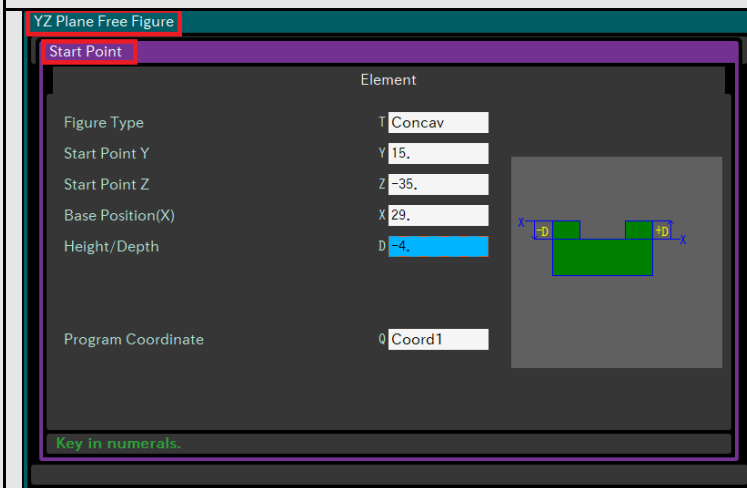 YZ Plane Free Figure
Start Point
Element
Figure Type T Concav
Start Point Y Y 15.
Start Point Z Z -35.
Base Position(X) X 29.
Height/Depth D -4.
X -D +D X
Program Coordinate Q Coord1
Key in numerals.